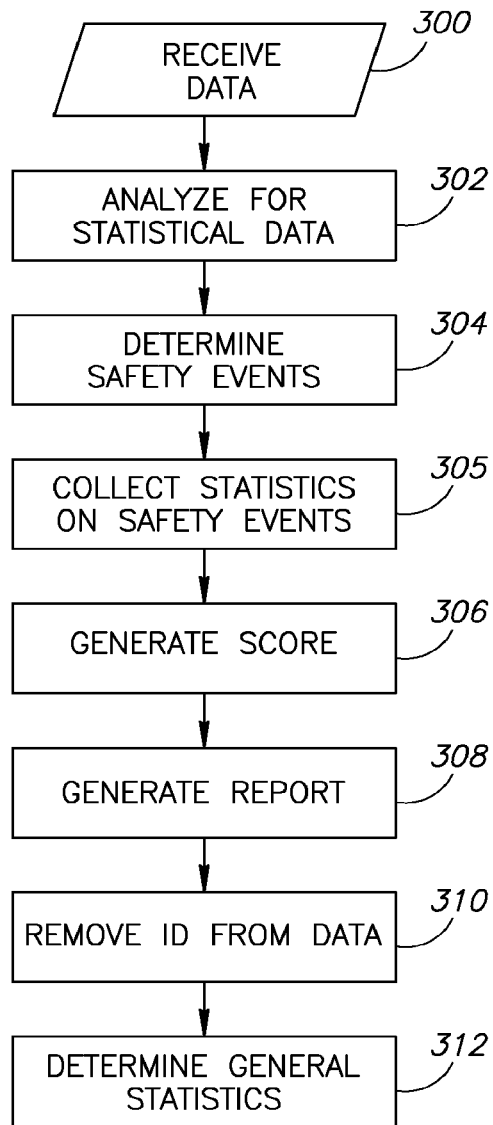 300
RECEIVE
DATA
302
ANALYZE FOR
STATISTICAL DATA
304
DETERMINE
SAFETY EVENTS
305
COLLECT STATISTICS
ON SAFETY EVENTS
306
GENERATE SCORE
308
GENERATE REPORT
310
REMOVE ID FROM DATA
312
DETERMINE GENERAL
STATISTICS